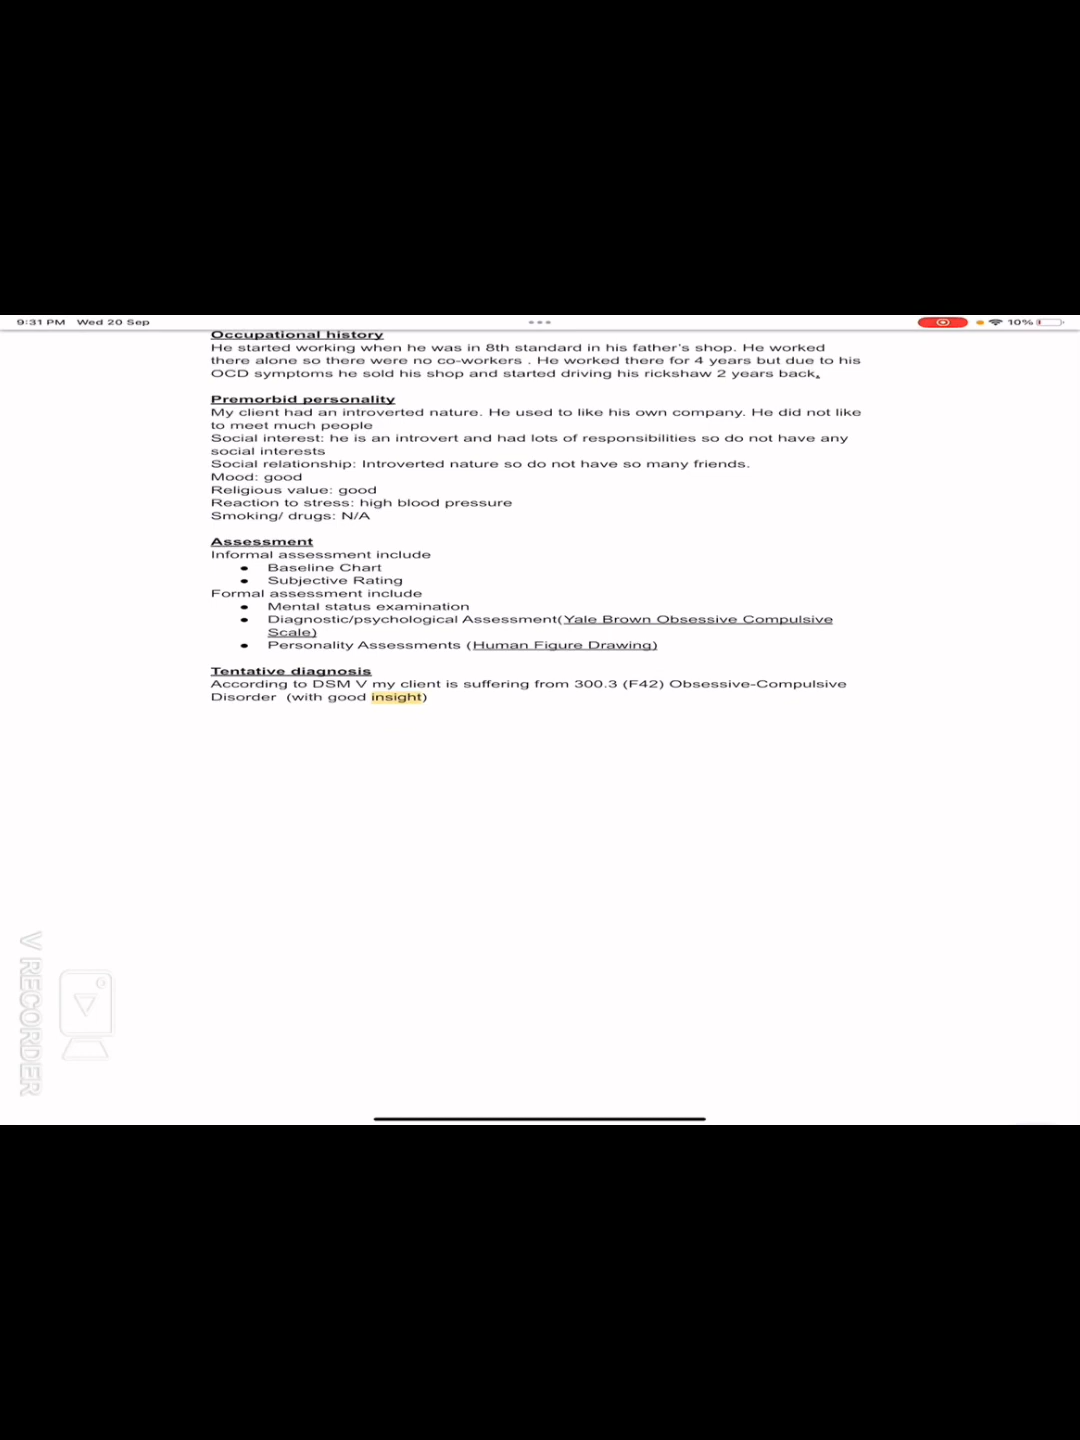 9:31 PM Wed 20 Sep
10%
Occupational history
He started working when he was in 8th standard in his father's shop. He worked
there alone so there were no co-workers . He worked there for 4 years but due to his
OCD symptoms he sold his shop and started driving his rickshaw 2 years back.
Premorbid personality
My client had an introverted nature. He used to like his own company. He did not like
to meet much people
Social interest: he is an introvert and had lots of responsibilities so do not have any
social interests
Social relationship: Introverted nature so do not have so many friends.
Mood: good
Religious value: good
Reaction to stress: high blood pressure
Smoking/ drugs: N/A
Assessment
Informal assessment include
● Baseline Chart
● Subjective Rating
Formal assessment include
● Mental status examination
● Diagnostic/psychological Assessment(Yale Brown Obsessive Compulsive
Scale)
● Personality Assessments (Human Figure Drawing)
Tentative diagnosis
According to DSM V my client is suffering from 300.3 (F42) Obsessive-Compulsive
Disorder (with good insight)
V RECORDER